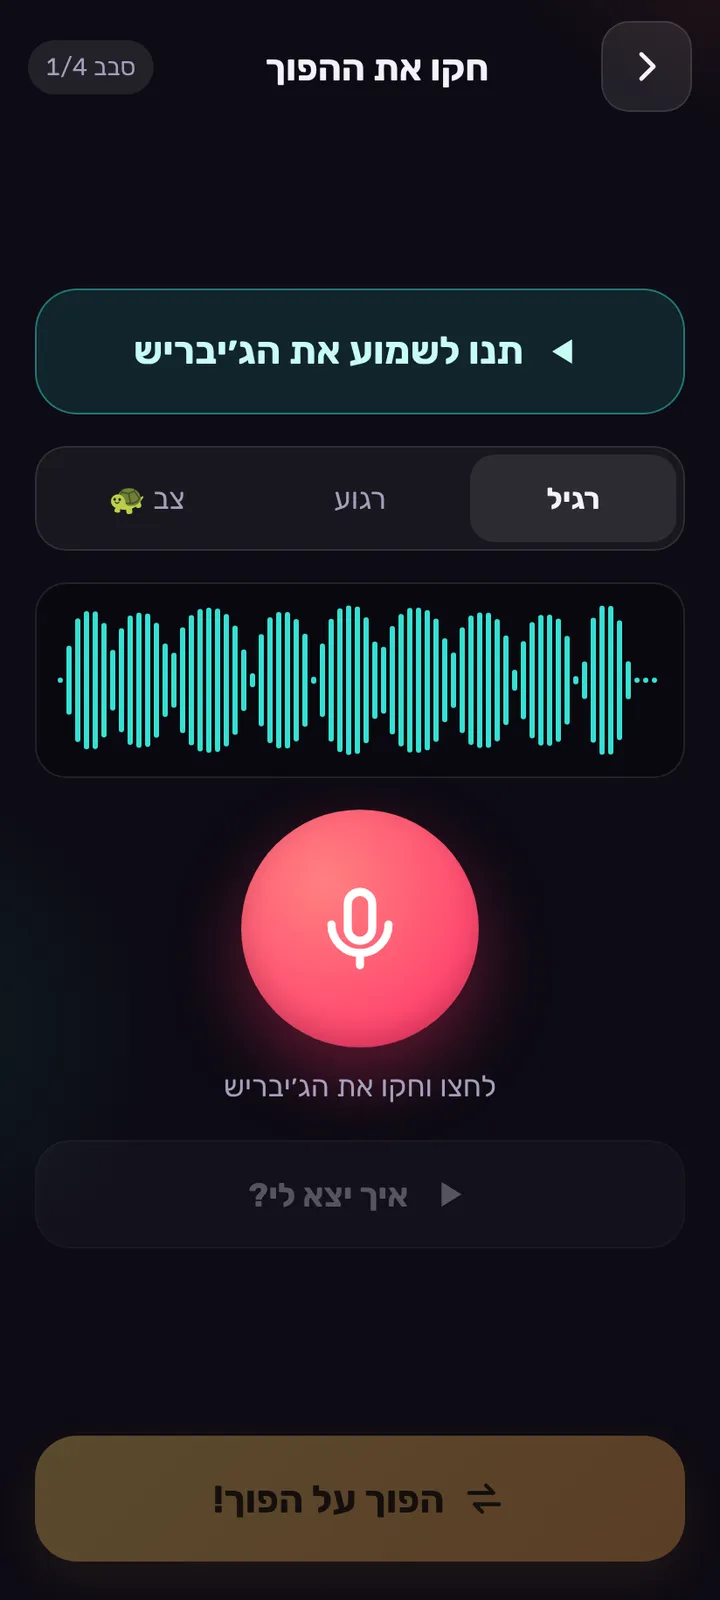 חקו את ההפוך
סבב 1/4
תנו לשמוע את הג׳יבריש
רגיל
רגוע
צב
לחצו וחקו את הג׳יבריש
איך יצא לי?
הפוך על הפוך!